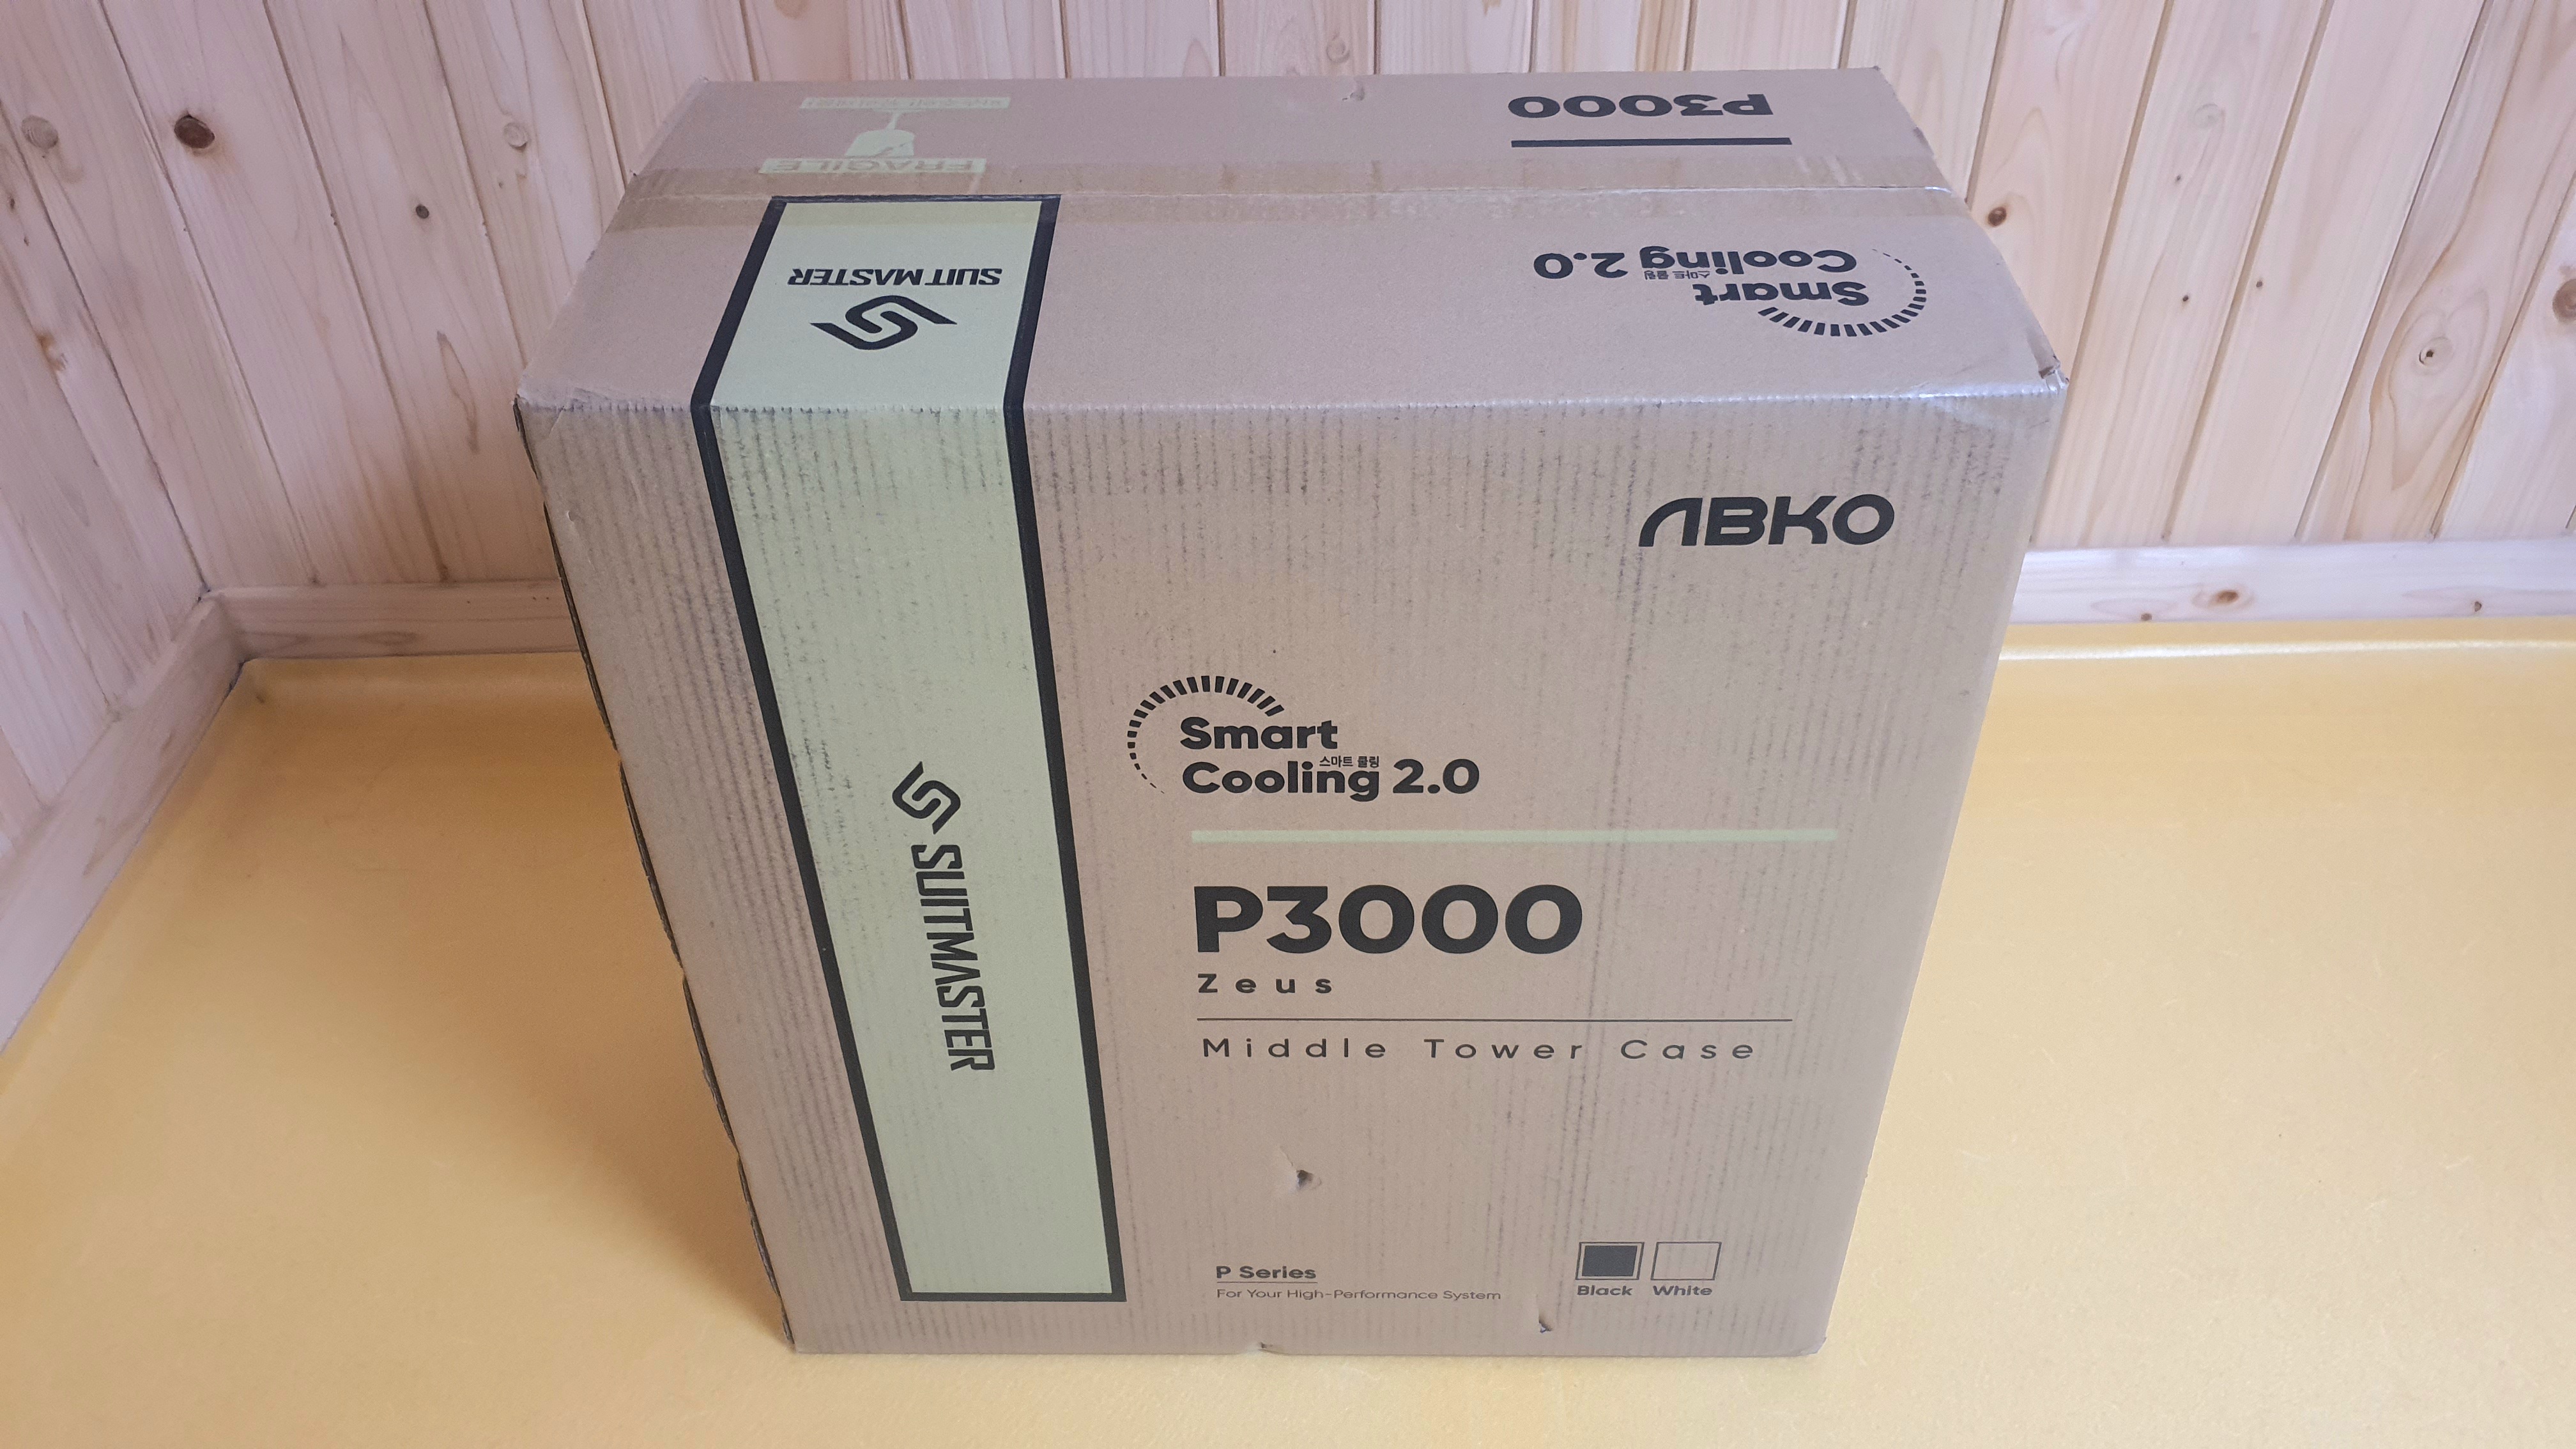 P3000
FRAGILE
SUITMASTER
Smart
스마트 쿨링
Cooling 2.0
ABKO
Smart
스마트 쿨링
Cooling 2.0
SUITMASTER
P3000
Zeus
Middle Tower Case
P Series
For Your High-Performance System
Black White